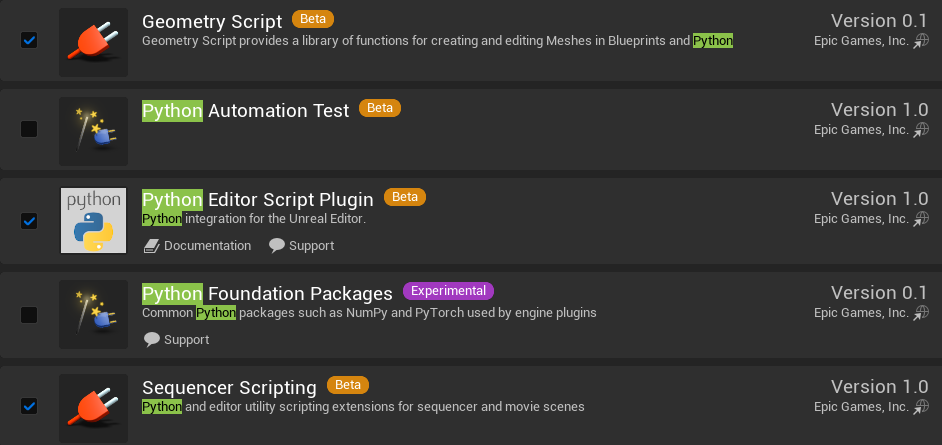 Geometry Script Beta Version 0.1
Geometry Script provides a library of functions for creating and editing Meshes in Blueprints and Python Epic Games, Inc.
Python Automation Test Beta Version 1.0
Epic Games, Inc.
python
Python Editor Script Plugin Beta Version 1.0
Python integration for the Unreal Editor. Epic Games, Inc.
Documentation Support
Python Foundation Packages Experimental Version 0.1
Common Python packages such as NumPy and PyTorch used by engine plugins Epic Games, Inc.
Support
Sequencer Scripting Beta Version 1.0
Python and editor utility scripting extensions for sequencer and movie scenes Epic Games, Inc.